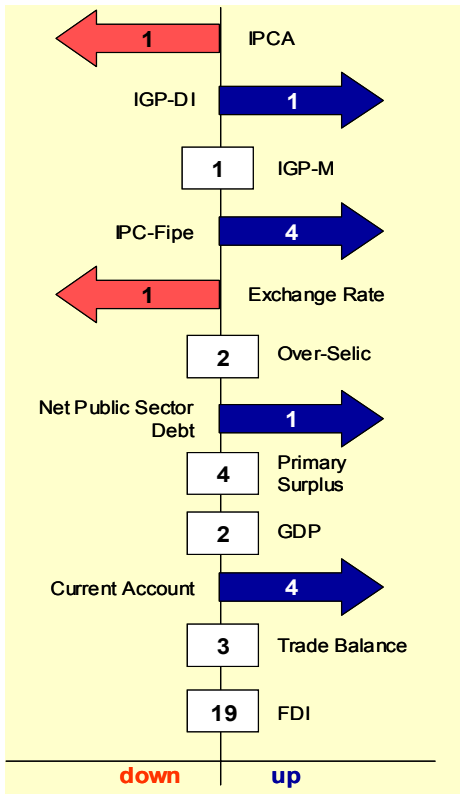 1 IPCA
IGP-DI 1
1 IGP-M
IPC-Fipe 4
1 Exchange Rate
2 Over-Selic
Net Public Sector
Debt 1
4 Primary
Surplus
2 GDP
Current Account 4
3 Trade Balance
19 FDI
down up